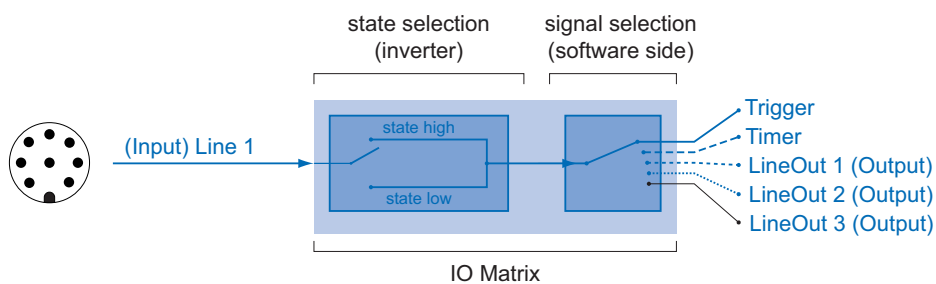 state selection
(inverter)
signal selection
(software side)
(Input) Line 1
state high
state low
Trigger
Timer
LineOut 1 (Output)
LineOut 2 (Output)
LineOut 3 (Output)
IO Matrix